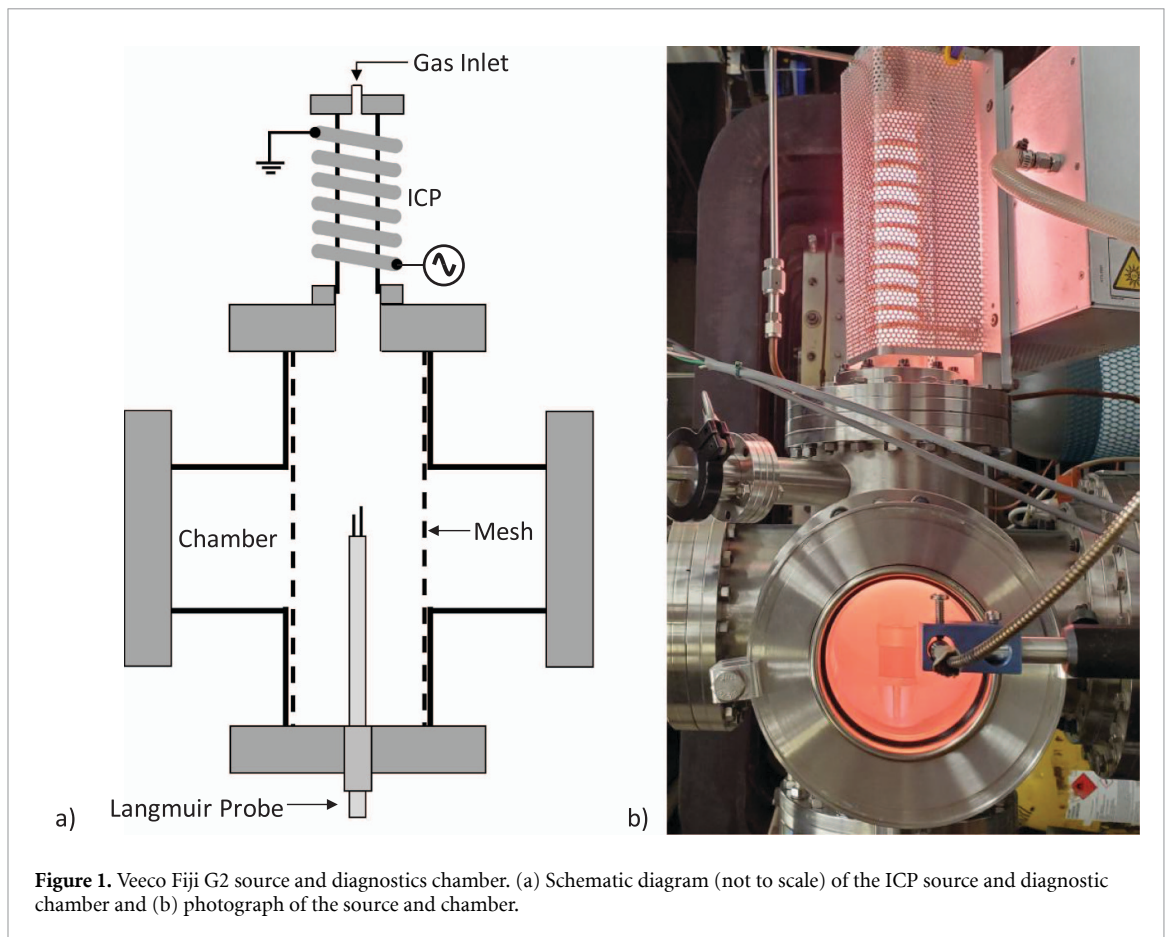 Gas Inlet
ICP
Chamber
Mesh
Langmuir Probe
a)
b)
Figure 1. Veeco Fiji G2 source and diagnostics chamber. (a) Schematic diagram (not to scale) of the ICP source and diagnostic
chamber and (b) photograph of the source and chamber.